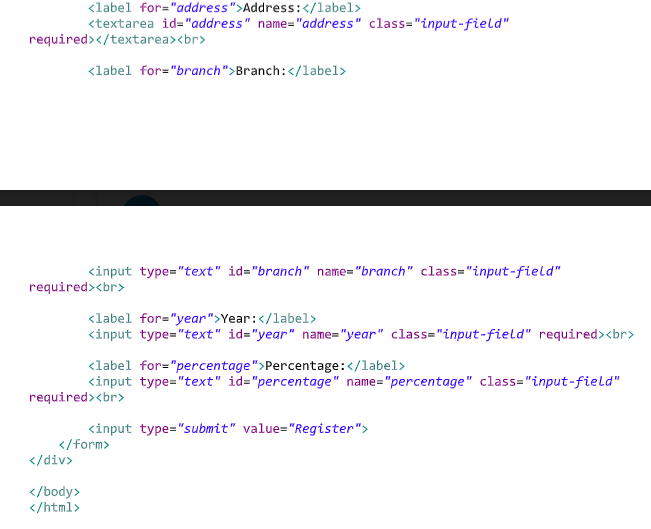 <label for="address">Address:</label>
<textarea id="address" name="address" class="input-field"
required></textarea><br>
<label for="branch">Branch:</label>
<input type="text" id="branch" name="branch" class="input-field"
required><br>
<label for="year">Year:</label>
<input type="text" id="year" name="year" class="input-field" required><br>
<label for="percentage">Percentage:</label>
<input type="text" id="percentage" name="percentage" class="input-field"
required><br>
<input type="submit" value="Register">
</form>
</div>
</body>
</html>